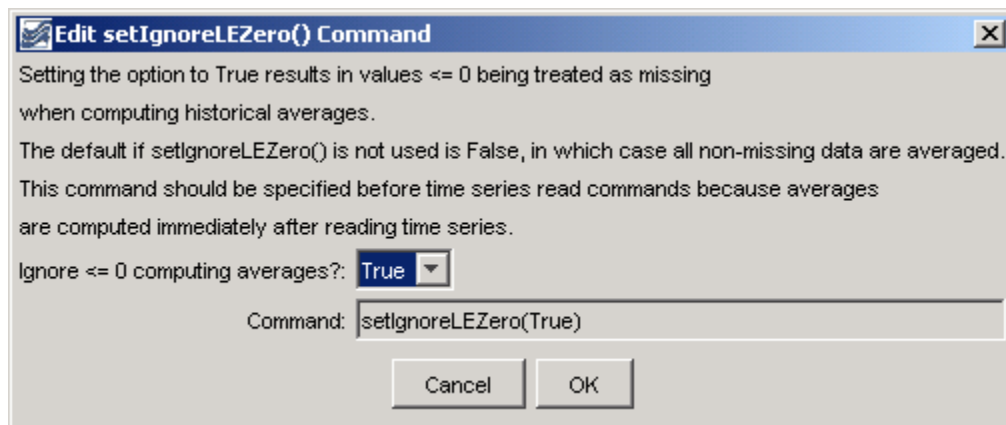 Edit setIgnoreLEZero() Command
Setting the option to True results in values <= 0 being treated as missing
when computing historical averages.
The default if setIgnoreLEZero() is not used is False, in which case all non-missing data are averaged.
This command should be specified before time series read commands because averages
are computed immediately after reading time series.
Ignore <= 0 computing averages?: True
Command: setIgnoreLEZero(True)
Cancel OK